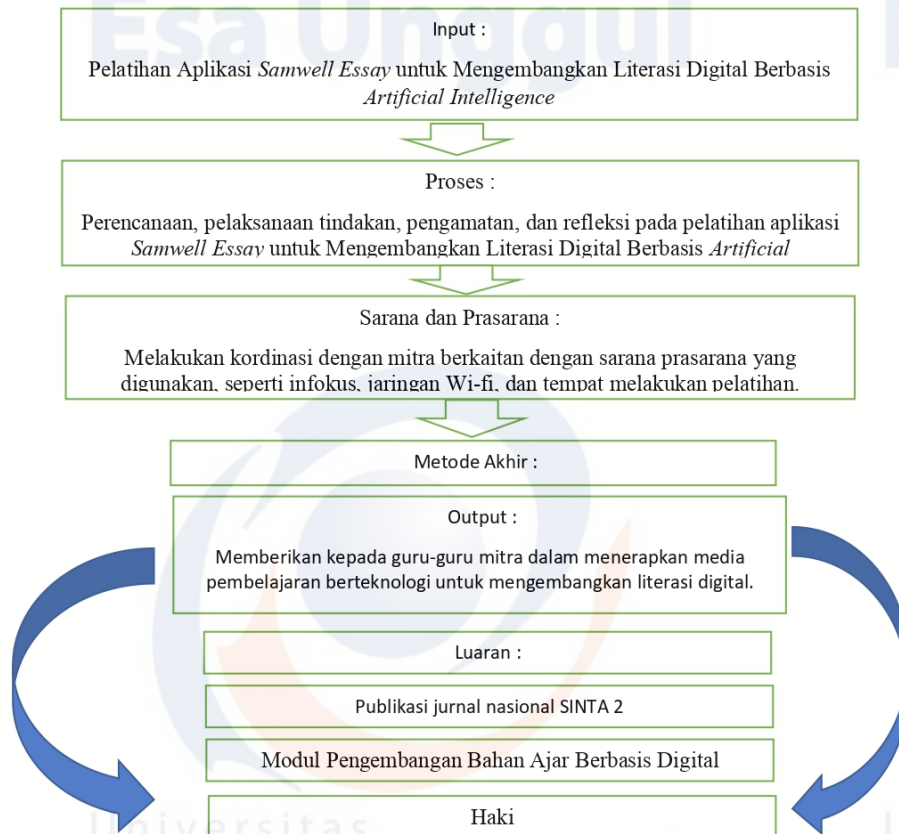 Esa Unggul
Input :
Pelatihan Aplikasi Samwell Essay untuk Mengembangkan Literasi Digital Berbasis
Artificial Intelligence
Proses :
Perencanaan, pelaksanaan tindakan, pengamatan, dan refleksi pada pelatihan aplikasi
Samwell Essay untuk Mengembangkan Literasi Digital Berbasis Artificial
Sarana dan Prasarana :
Melakukan kordinasi dengan mitra berkaitan dengan sarana prasarana yang
digunakan, seperti infokus, jaringan Wi-fi, dan tempat melakukan pelatihan.
Metode Akhir :
Output :
Memberikan kepada guru-guru mitra dalam menerapkan media
pembelajaran berteknologi untuk mengembangkan literasi digital.
Luaran :
Publikasi jurnal nasional SINTA 2
Modul Pengembangan Bahan Ajar Berbasis Digital
Haki
Universitas